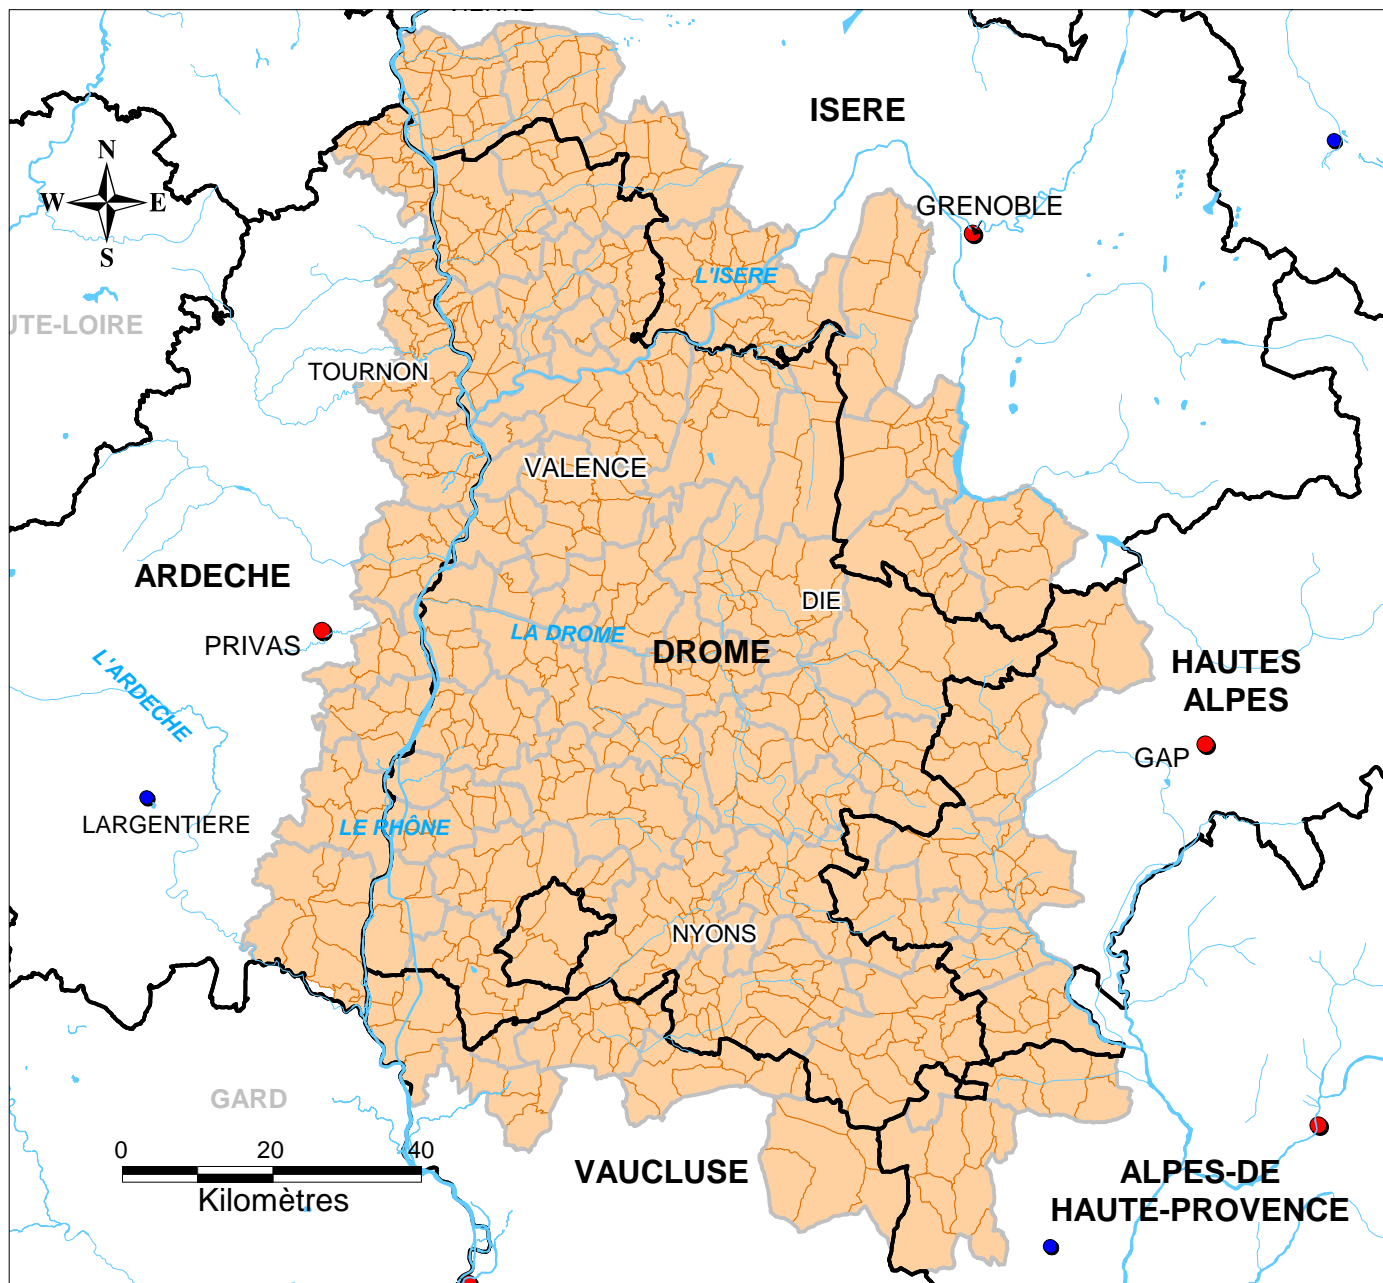 ISERE
N
W E
S
GRENOBLE
L'ISERE
UTE-LOIRE
TOURNON
VALENCE
ARDECHE
DIE
LA DROME
PRIVAS
DROME
L'ARDECHE
HAUTES
ALPES
GAP
LARGENTIERE
LE RHÔNE
NYONS
GARD
0 20 40
Kilomètres
VAUCLUSE
ALPES-DE
HAUTE-PROVENCE